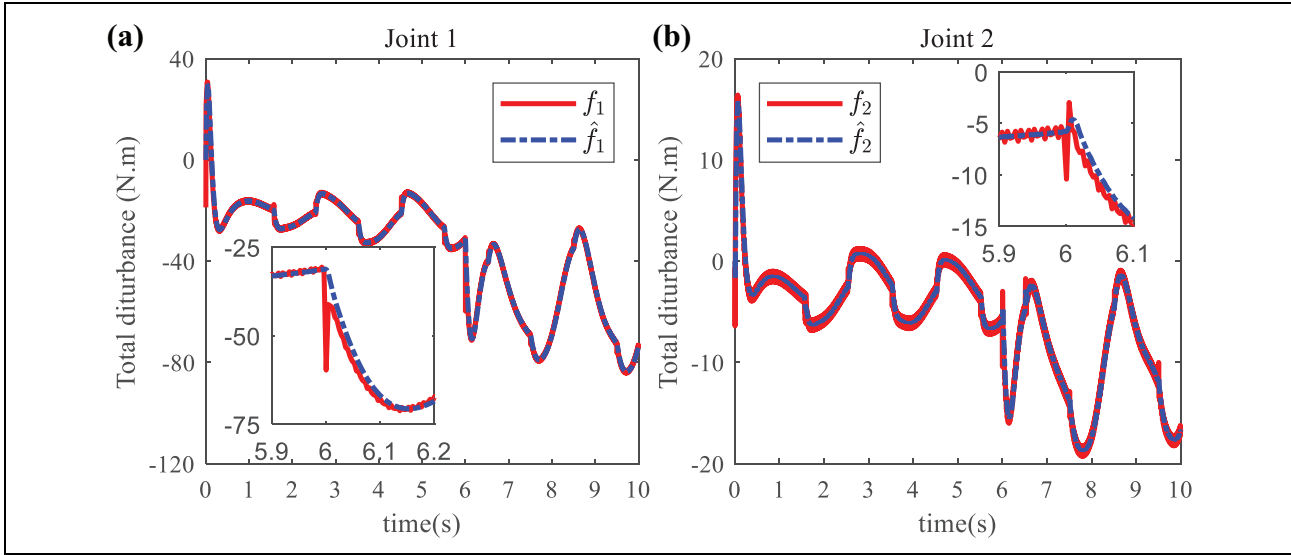 (a)
Joint 1
Total diturbance (N.m)
40
0
-40
-80
-120
f₁
f̂₁
-25
-50
-75
5.9 6 6.1 6.2
0 1 2 3 4 5 6 7 8 9 10
time(s)
(b)
Joint 2
Total diturbance (N.m)
20
10
0
-10
-20
f₂
f̂₂
0
-5
-10
-15
5.9 6 6.1
0 1 2 3 4 5 6 7 8 9 10
time(s)